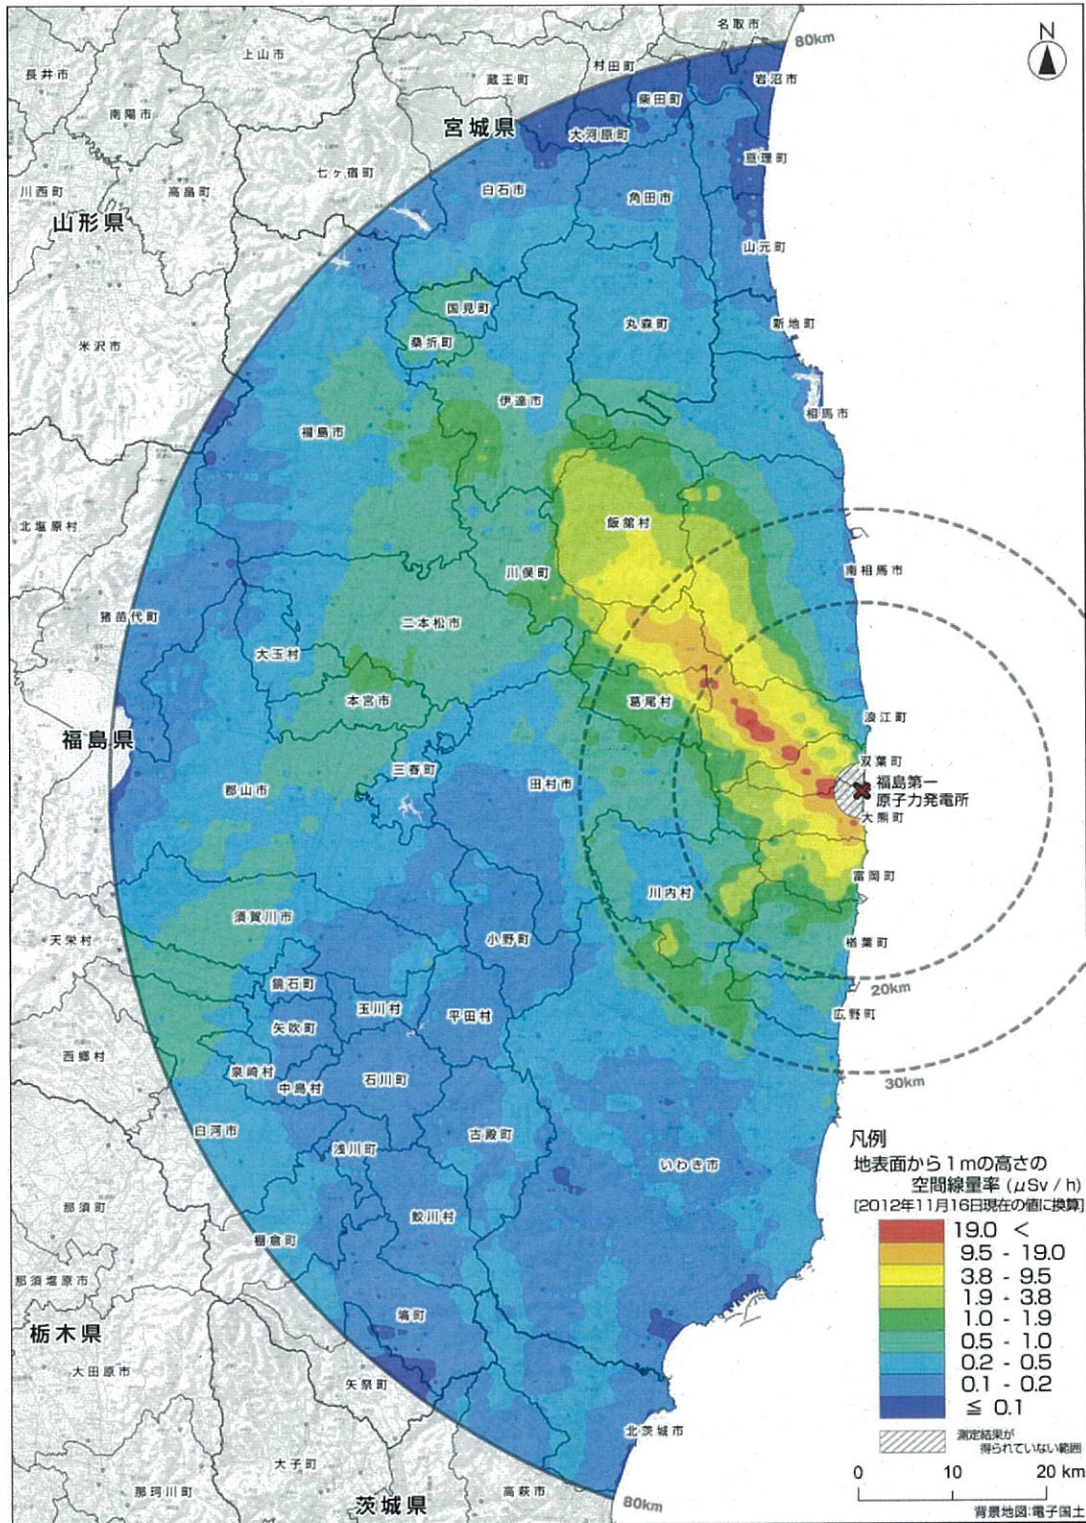 名取市
80km
N
上山市
村田町
長井市
蔵王町
岩沼市
柴田町
南陽市
宮城県
大河原町
亘理町
七ヶ宿町
川西町
高畠町
白石市
角田市
山形県
山元町
国見町
丸森町
新地町
米沢市
桑折町
伊達市
相馬市
福島市
飯舘村
北塩原村
川俣町
南相馬市
猪苗代町
二本松市
大玉村
本宮市
葛尾村
浪江町
福島県
双葉町
三春町
田村市
福島第一
原子力発電所
郡山市
大熊町
富岡町
川内村
須賀川市
天栄村
小野町
楢葉町
鏡石町
20km
玉川村
平田村
広野町
矢吹町
西郷村
泉崎村
石川町
30km
中島村
白河市
古殿町
浅川町
いわき市
那須町
鮫川村
棚倉町
那須塩原市
塙町
栃木県
大田原市
矢祭町
北茨城市
大子町
那珂川町
高萩市
茨城県
80km
凡例
地表面から1mの高さの
空間線量率 (μSv / h)
[2012年11月16日現在の値に換算]
19.0 <
9.5 - 19.0
3.8 - 9.5
1.9 - 3.8
1.0 - 1.9
0.5 - 1.0
0.2 - 0.5
0.1 - 0.2
≦ 0.1
測定結果が
得られていない範囲
0 10 20 km
背景地図:電子国土